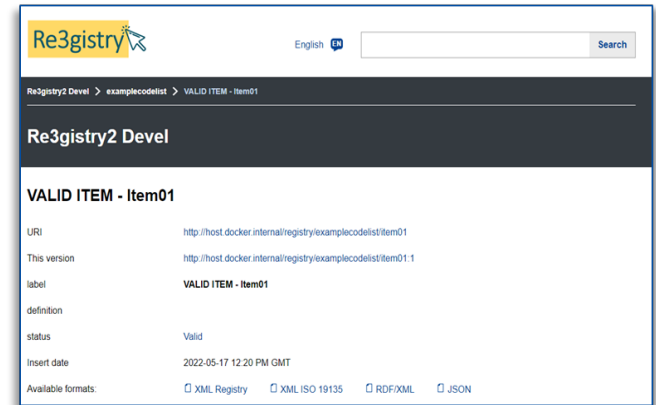 Re3gistry
English EN Search
Re3gistry2 Devel > examplecodelist > VALID ITEM - Item01
Re3gistry2 Devel
VALID ITEM - Item01
URI http://host.docker.internal/registry/examplecodelist/item01
This version http://host.docker.internal/registry/examplecodelist/item01:1
label VALID ITEM - Item01
definition
status Valid
Insert date 2022-05-17 12:20 PM GMT
Available formats: XML Registry XML ISO 19135 RDF/XML JSON